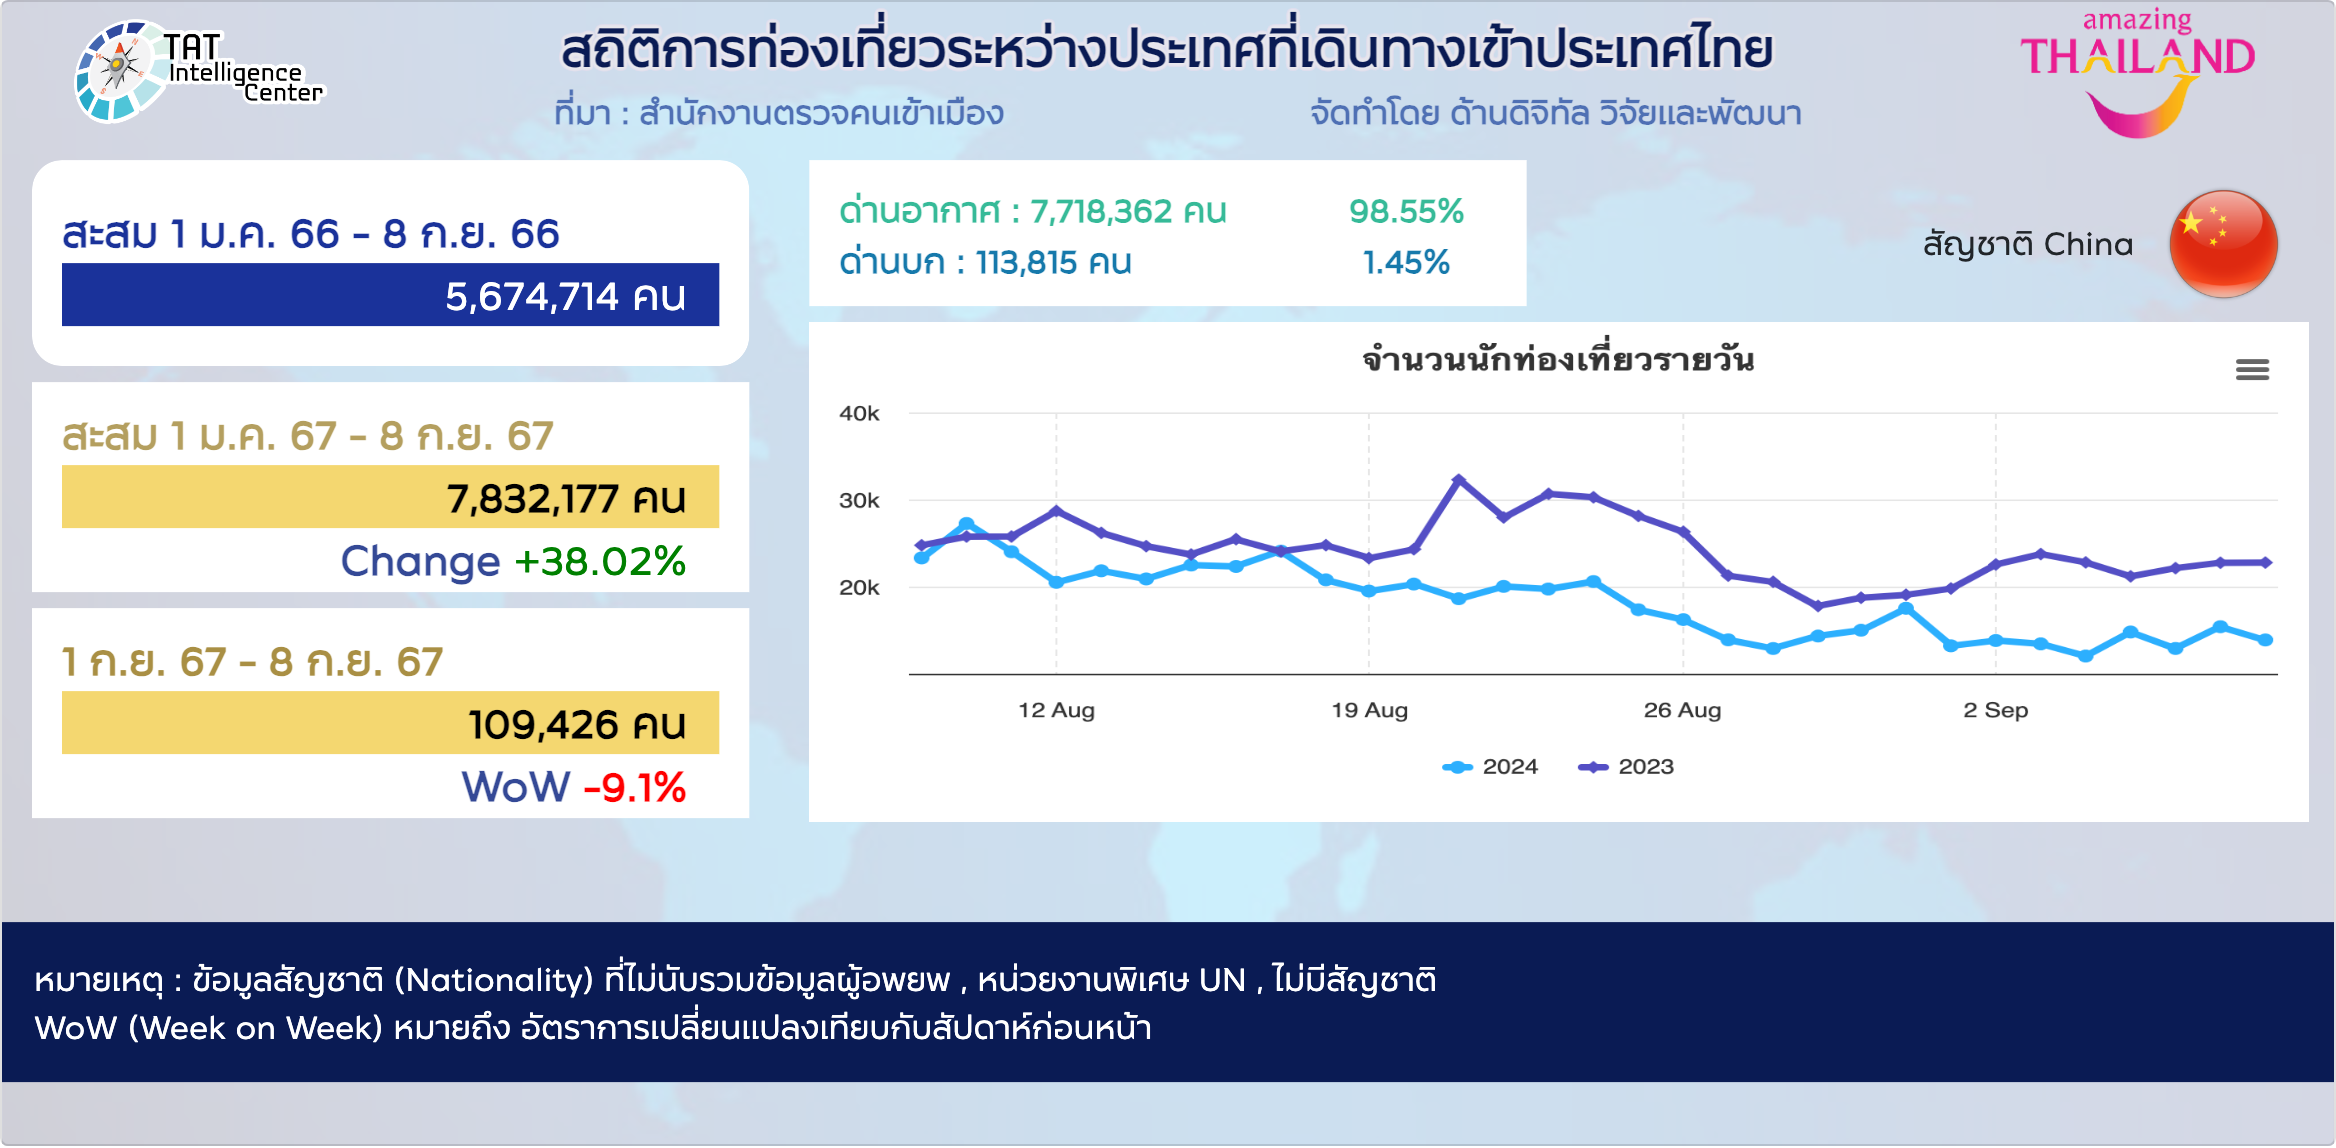 TAT
Intelligence
Center
สถิติการท่องเที่ยวระหว่างประเทศที่เดินทางเข้าประเทศไทย
ที่มา : สำนักงานตรวจคนเข้าเมือง
จัดทำโดย ด้านดิจิทัล วิจัยและพัฒนา
amazing
THAILAND
สะสม 1 ม.ค. 66 - 8 ก.ย. 66
5,674,714 คน
สะสม 1 ม.ค. 67 - 8 ก.ย. 67
7,832,177 คน
Change +38.02%
1 ก.ย. 67 - 8 ก.ย. 67
109,426 คน
WoW -9.1%
ด่านอากาศ : 7,718,362 คน 98.55%
ด่านบก : 113,815 คน 1.45%
สัญชาติ China
จำนวนนักท่องเที่ยวรายวัน
40k
30k
20k
12 Aug 19 Aug 26 Aug 2 Sep
2024 2023
หมายเหตุ : ข้อมูลสัญชาติ (Nationality) ที่ไม่นับรวมข้อมูลผู้อพยพ , หน่วยงานพิเศษ UN , ไม่มีสัญชาติ
WoW (Week on Week) หมายถึง อัตราการเปลี่ยนแปลงเทียบกับสัปดาห์ก่อนหน้า